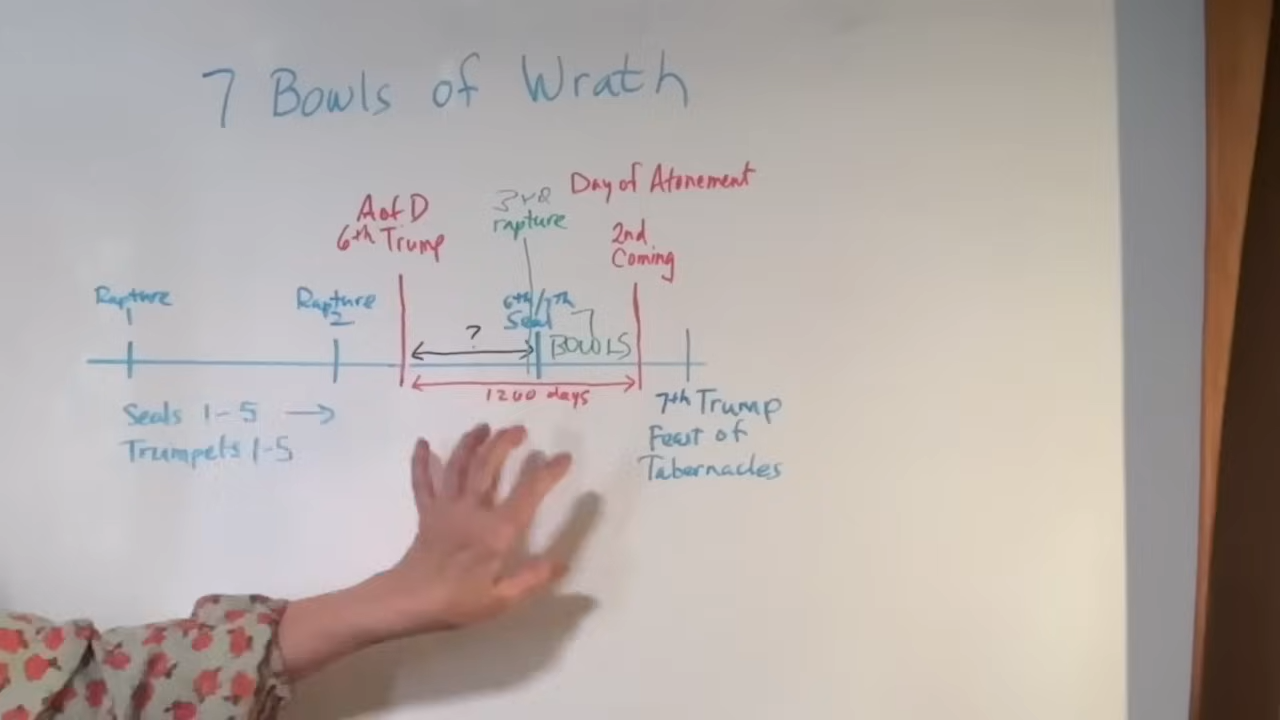 7 Bowls of Wrath
Day of Atonement
A of D
6th Trump
3rd
rapture
2nd
Coming
Rapture
1
Rapture
2
6th/7th
Seal
?
BOWLS
1260 days
Seals 1-5 →
Trumpets 1-5
7th Trump
Feast of
Tabernacles